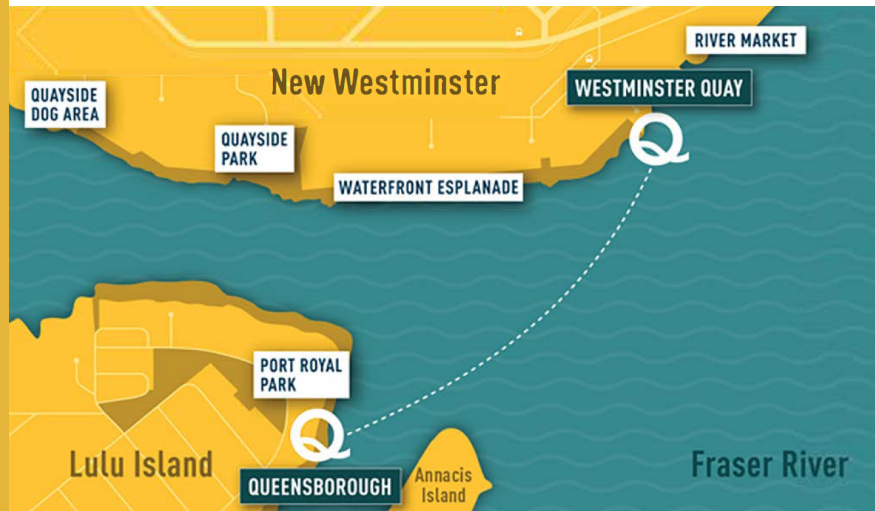 RIVER MARKET
New Westminster
WESTMINSTER QUAY
QUAYSIDE
DOG AREA
Q
QUAYSIDE
PARK
WATERFRONT ESPLANADE
PORT ROYAL
PARK
Q
Lulu Island
QUEENSBOROUGH
Annacis
Island
Fraser River